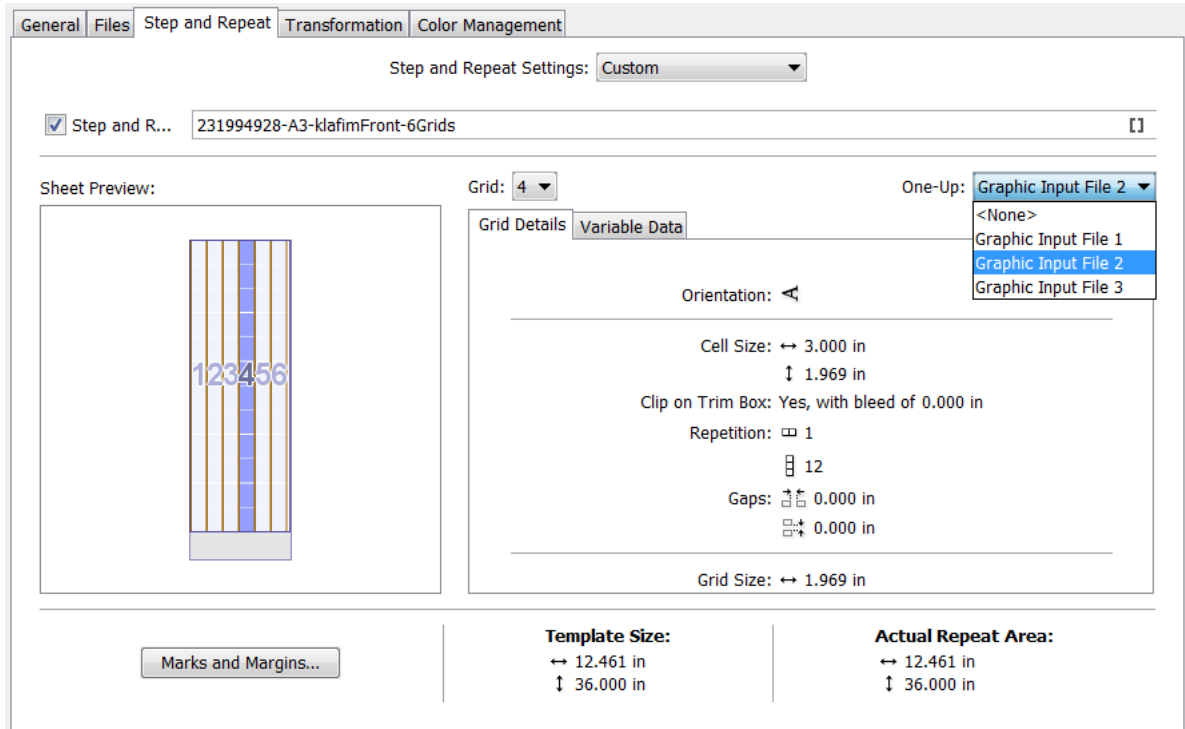 General Files Step and Repeat Transformation Color Management
Step and Repeat Settings: Custom
Step and R... 231994928-A3-klafimFront-6Grids
Sheet Preview: Grid: 4 One-Up: Graphic Input File 2
<None>
Graphic Input File 1
Graphic Input File 2
Graphic Input File 3
Grid Details Variable Data
Orientation:
Cell Size: ↔ 3.000 in
↕ 1.969 in
Clip on Trim Box: Yes, with bleed of 0.000 in
Repetition: 1
12
Gaps: 0.000 in
0.000 in
Grid Size: ↔ 1.969 in
123456
Marks and Margins...
Template Size:
↔ 12.461 in
↕ 36.000 in
Actual Repeat Area:
↔ 12.461 in
↕ 36.000 in